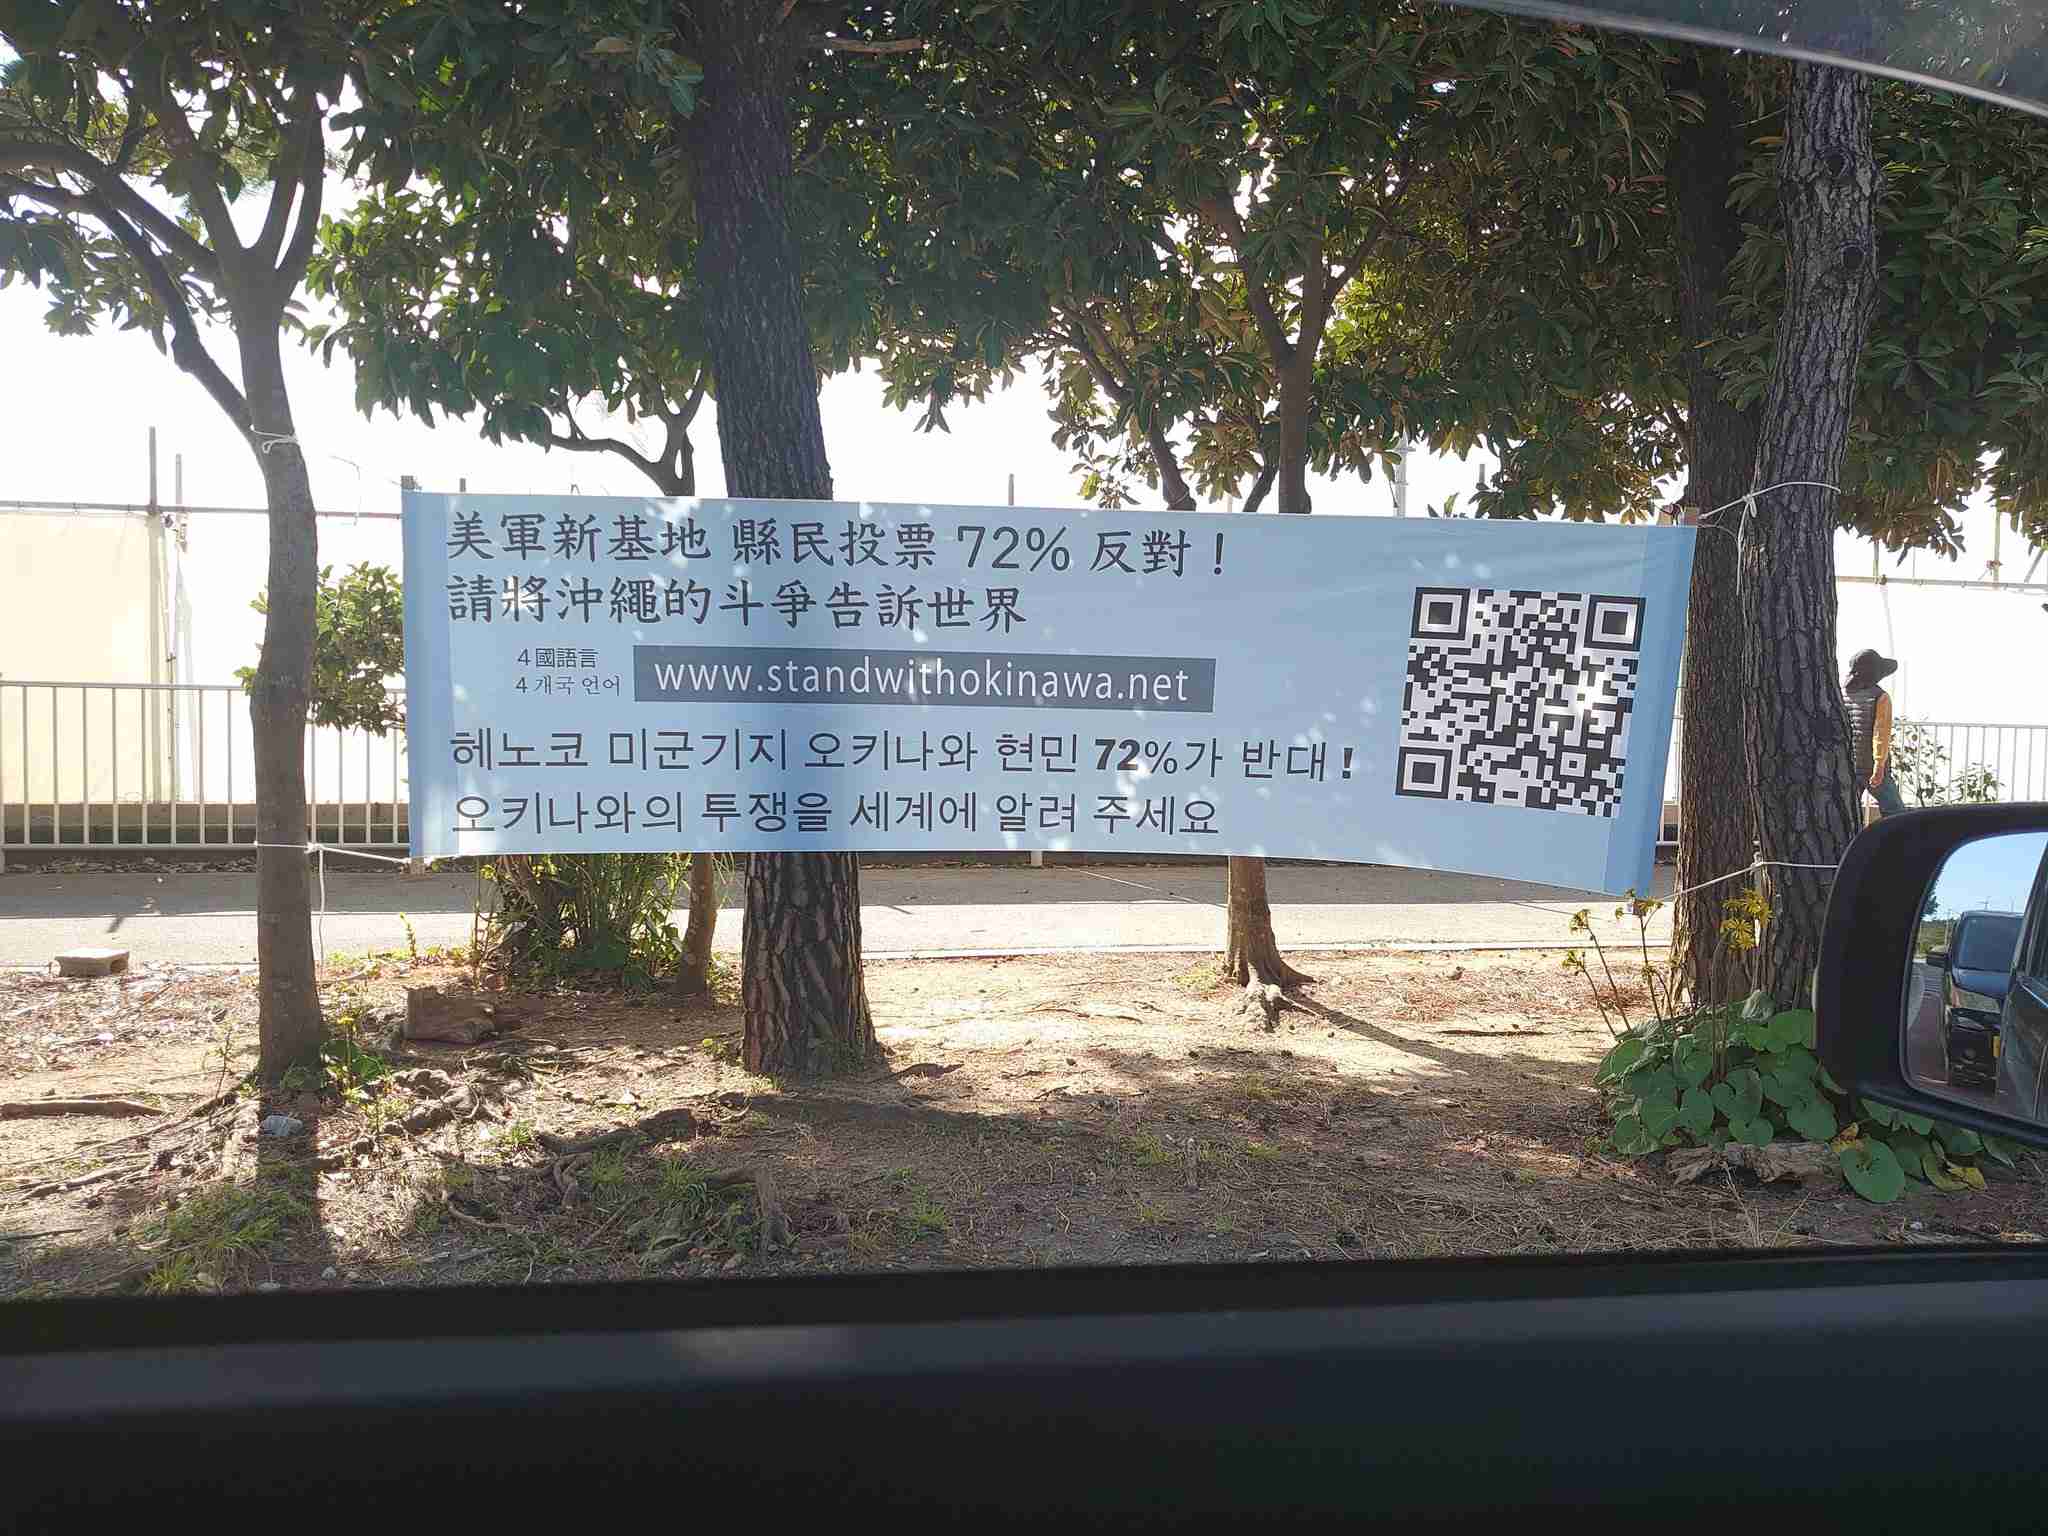 美軍新基地 縣民投票 72% 反對！
請將沖繩的斗爭告訴世界
4國語言
4개국 언어
www.standwithokinawa.net
헤노코 미군기지 오키나와 현민 72%가 반대!
오키나와의 투쟁을 세계에 알려 주세요